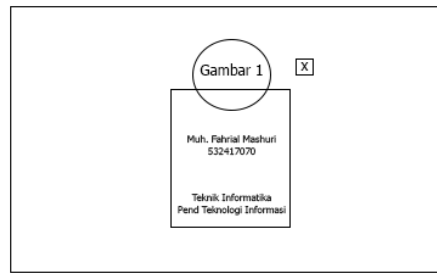 Gambar 1
X
Muh. Fahrial Mashuri
532417070
Teknik Informatika
Pend Teknologi Informasi